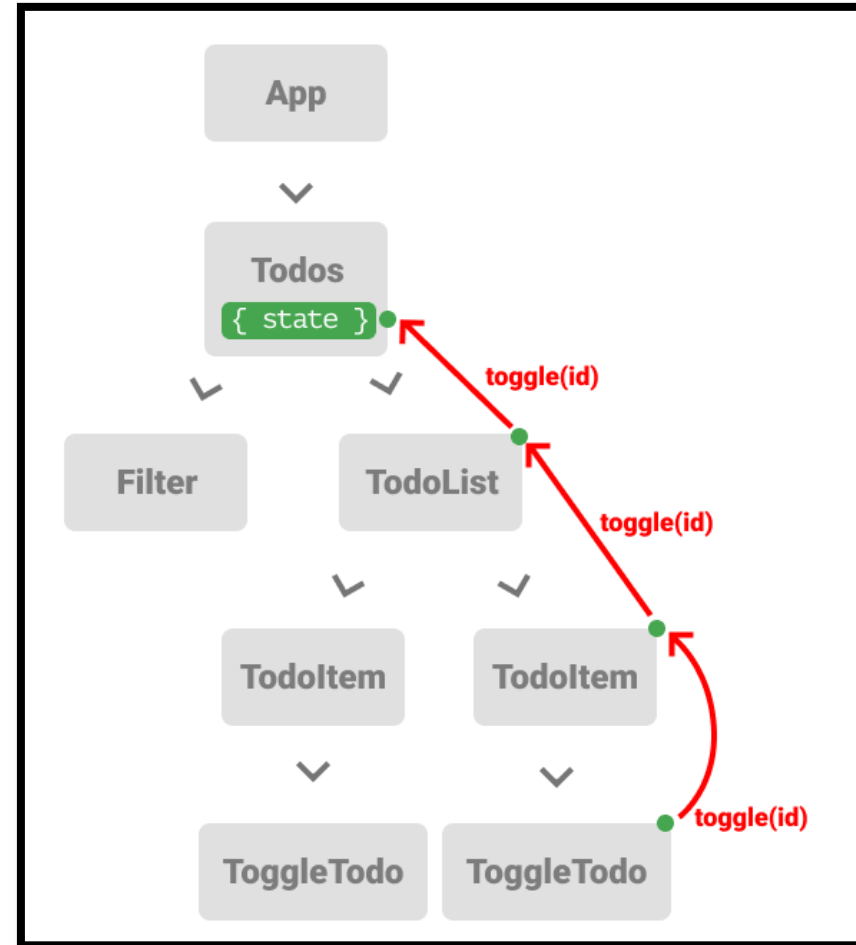 App
Todos
{ state }
toggle(id)
Filter
TodoList
toggle(id)
TodoItem
TodoItem
toggle(id)
ToggleTodo
ToggleTodo